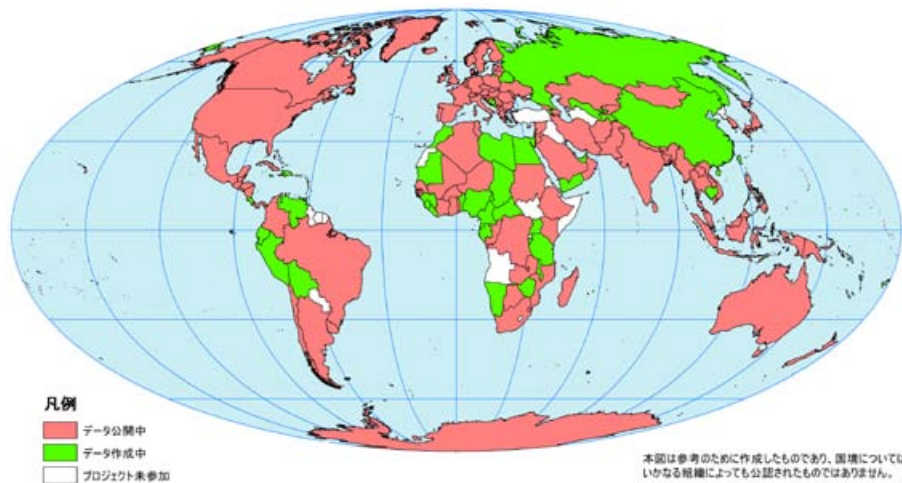 凡例
データ公開中
データ作成中
プロジェクト未参加
本図は参考のために作成したものであり、国境については
いかなる組織によっても公認されたものではありません。